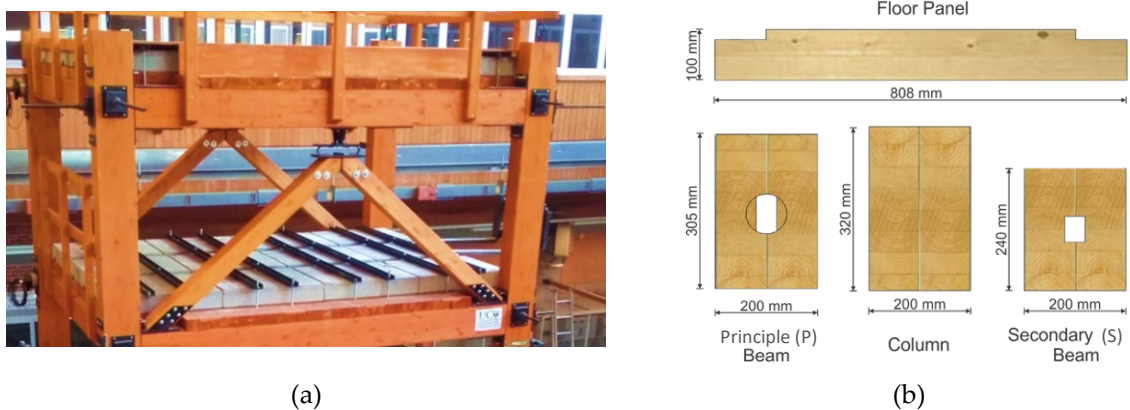 Floor Panel
100 mm
808 mm
305 mm
320 mm
240 mm
200 mm
200 mm
200 mm
Principle (P)
Beam
Column
Secondary (S)
Beam
(a)
(b)